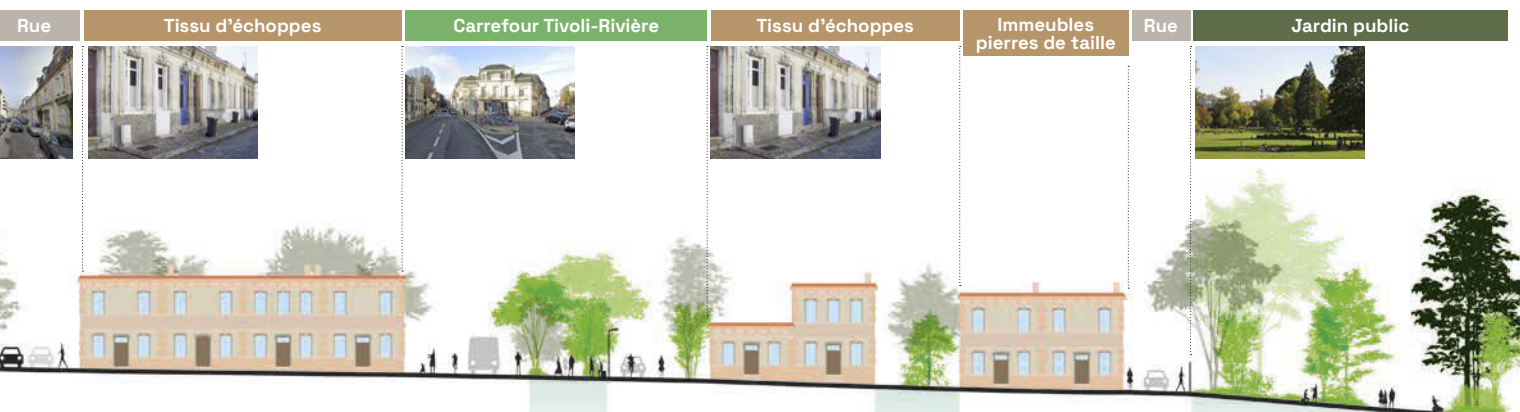 Rue
Tissu d'échoppes
Carrefour Tivoli-Rivière
Tissu d'échoppes
Immeubles
pierres de taille
Rue
Jardin public